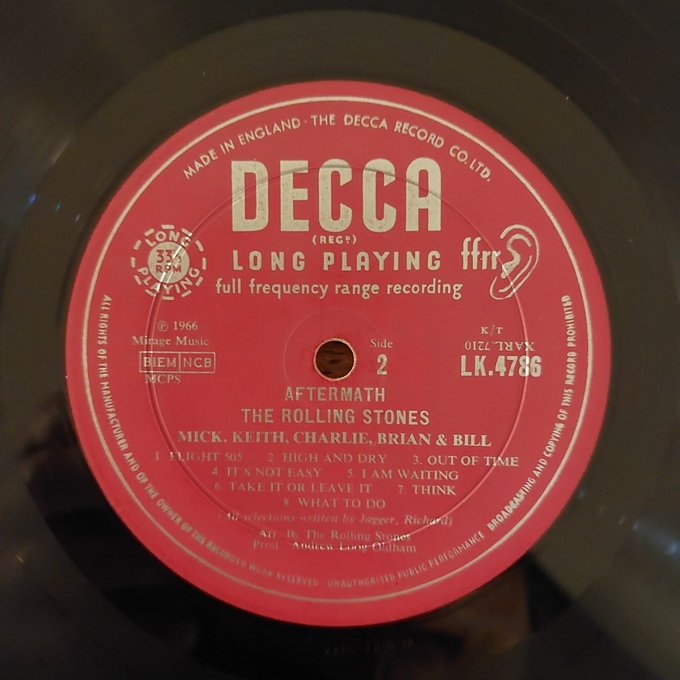 MADE IN ENGLAND · THE DECCA RECORD CO. LTD.
DECCA
(REGD)
LONG PLAYING
ffrr
full frequency range recording
LONG
33⅓
RPM
PLAYING
℗ 1966
Mirage Music
BIEM NCB
MCPS
Side
2
XARL.7210
K/T
LK.4786
AFTERMATH
THE ROLLING STONES
MICK, KEITH, CHARLIE, BRIAN & BILL
1 FLIGHT 505 2. HIGH AND DRY 3. OUT OF TIME
4. IT'S NOT EASY 5. I AM WAITING
6. TAKE IT OR LEAVE IT 7. THINK
8. WHAT TO DO
(All selections written by Jagger, Richard)
Arr. By The Rolling Stones
Prod. Andrew Loog Oldham
ALL RIGHTS OF THE MANUFACTURER AND OF THE OWNER OF THE RECORDED WORK RESERVED · UNAUTHORISED PUBLIC PERFORMANCE BROADCASTING AND COPYING OF THIS RECORD PROHIBITED